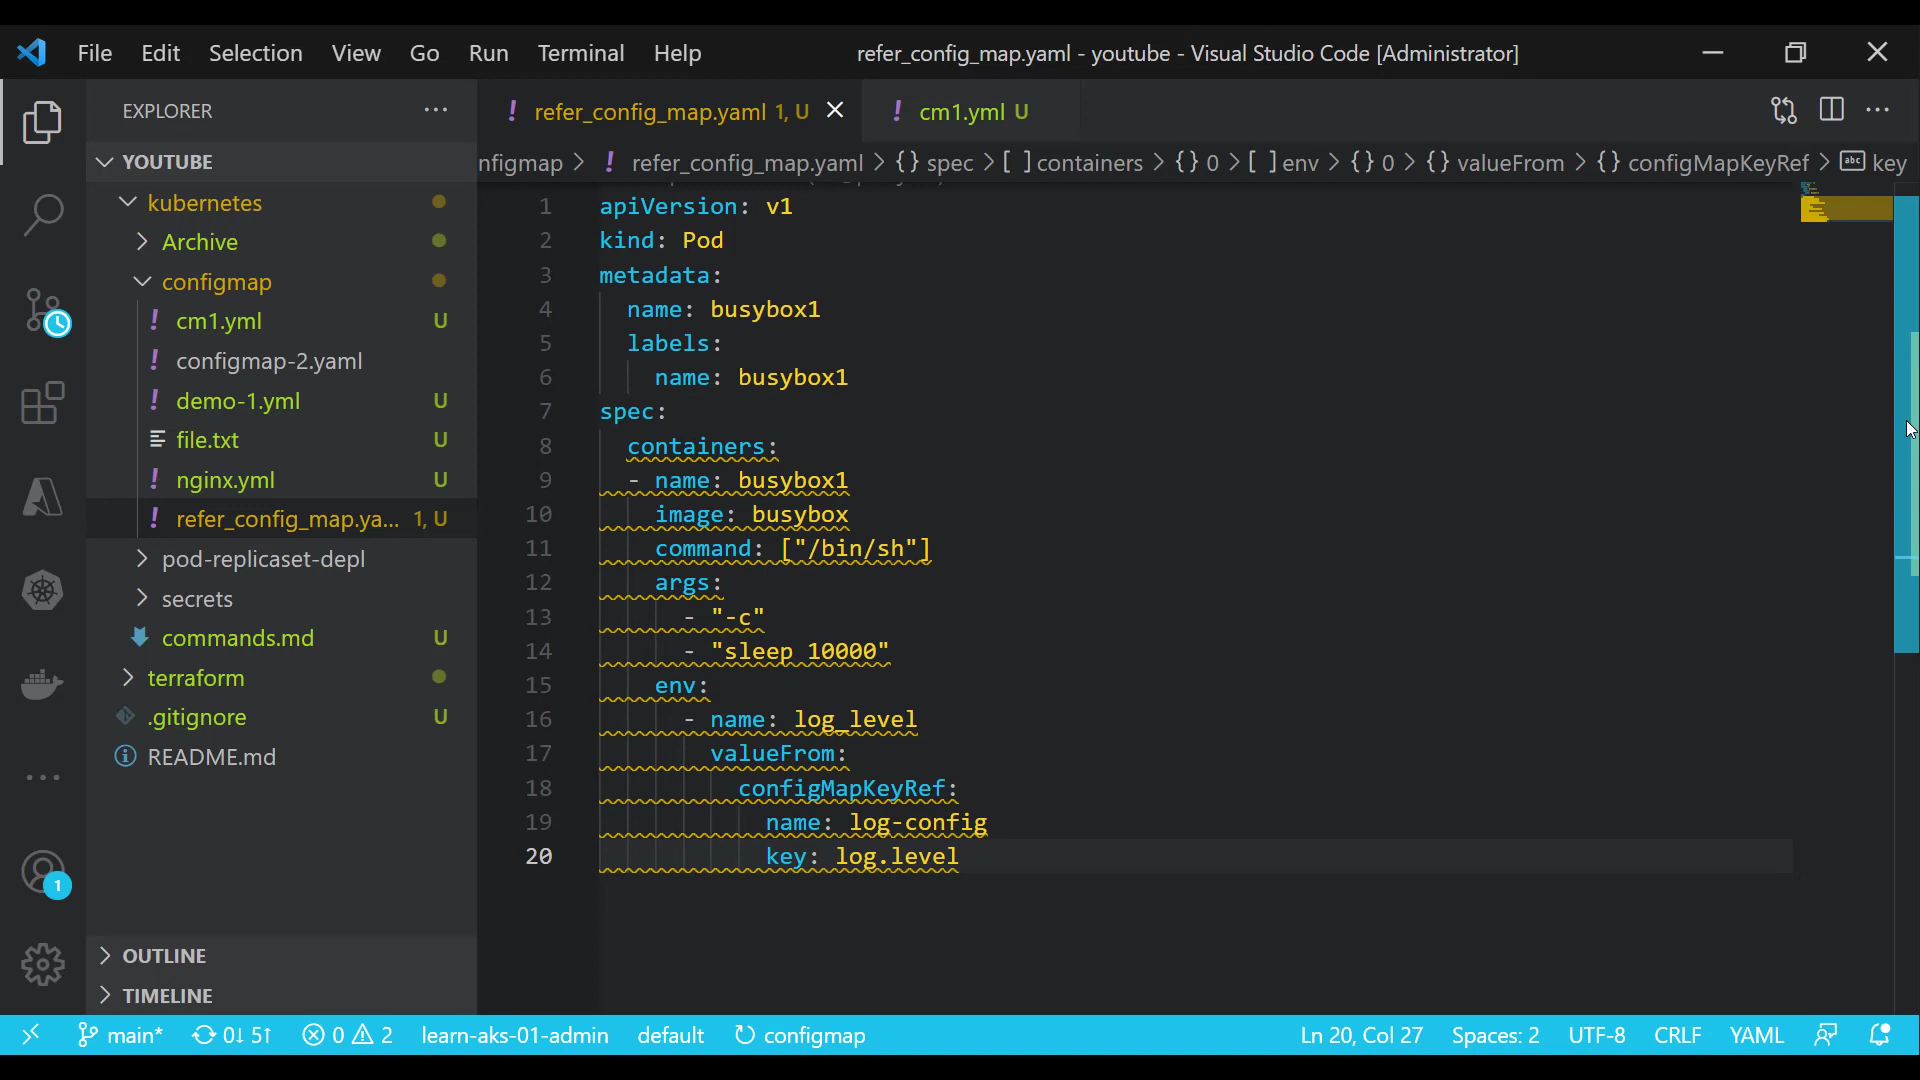 File Edit Selection View Go Run Terminal Help refer_config_map.yaml - youtube - Visual Studio Code [Administrator]
EXPLORER ···
refer_config_map.yaml 1, U
cm1.yml U
YOUTUBE
nfigmap > ! refer_config_map.yaml > {} spec > [ ] containers > {} 0 > [ ] env > {} 0 > {} valueFrom > {} configMapKeyRef > abc key
kubernetes
Archive
configmap
! cm1.yml U
! configmap-2.yaml
! demo-1.yml U
file.txt U
! nginx.yml U
! refer_config_map.ya... 1, U
pod-replicaset-depl
secrets
commands.md U
terraform
.gitignore U
README.md
1
OUTLINE
TIMELINE
1 apiVersion: v1
2 kind: Pod
3 metadata:
4 name: busybox1
5 labels:
6 name: busybox1
7 spec:
8 containers:
9 - name: busybox1
10 image: busybox
11 command: ["/bin/sh"]
12 args:
13 - "-c"
14 - "sleep 10000"
15 env:
16 - name: log_level
17 valueFrom:
18 configMapKeyRef:
19 name: log-config
20 key: log.level
main* 0↓ 5↑ 0 2 learn-aks-01-admin default configmap Ln 20, Col 27 Spaces: 2 UTF-8 CRLF YAML